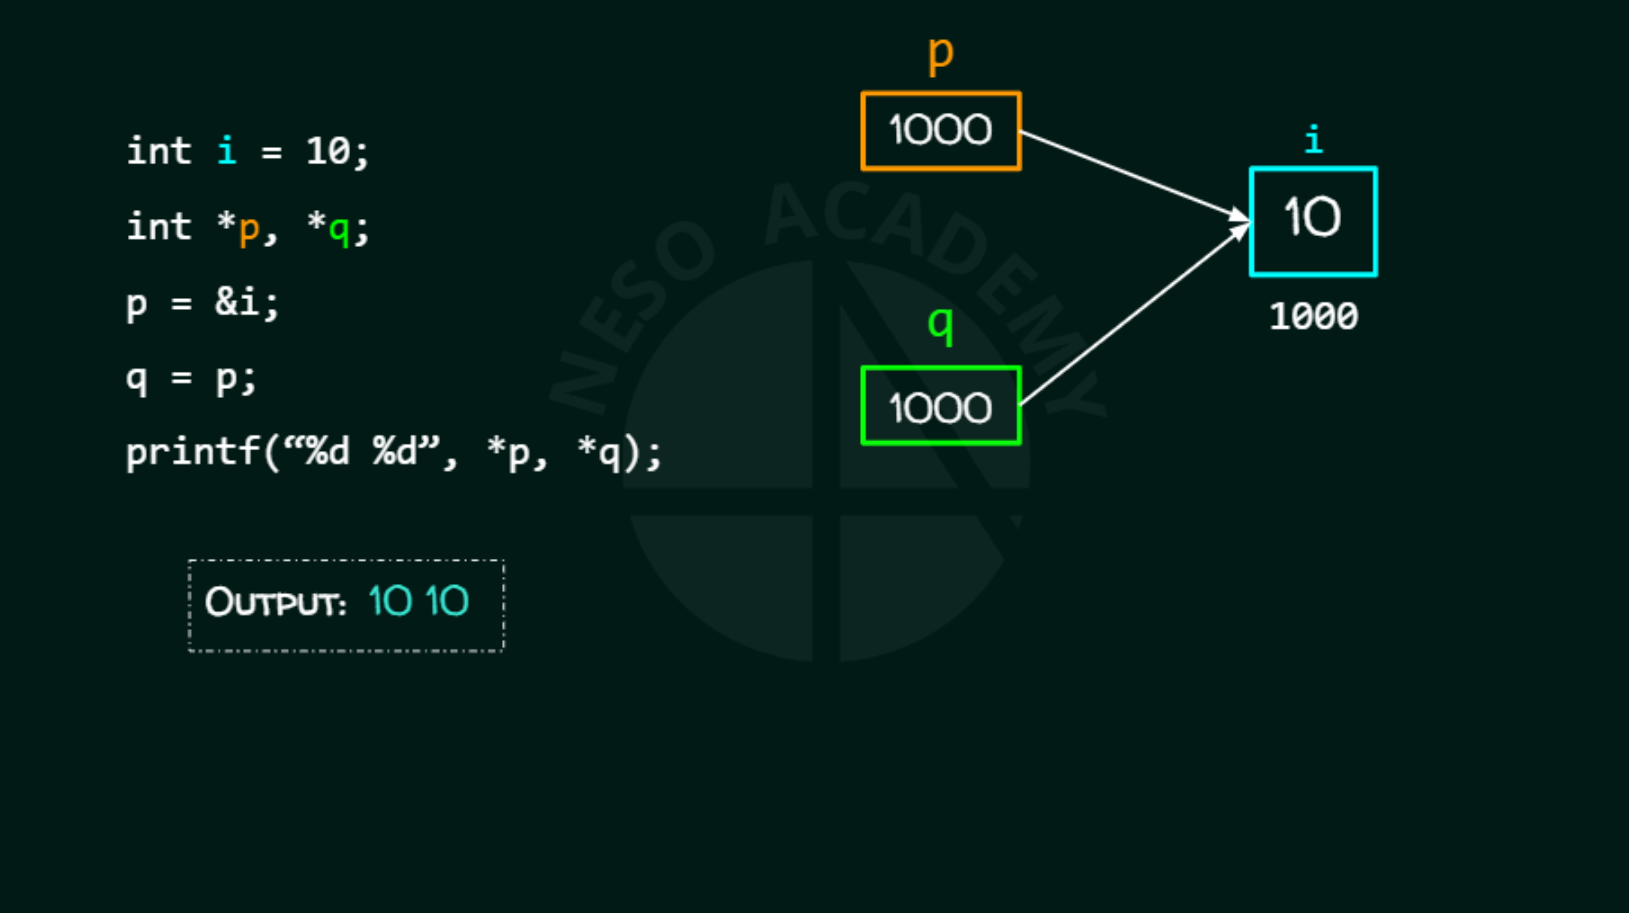 int i = 10;
int *p, *q;
p = &i;
q = p;
printf(“%d %d”, *p, *q);
OUTPUT: 10 10
p
1000
i
10
1000
q
1000
NESO ACADEMY